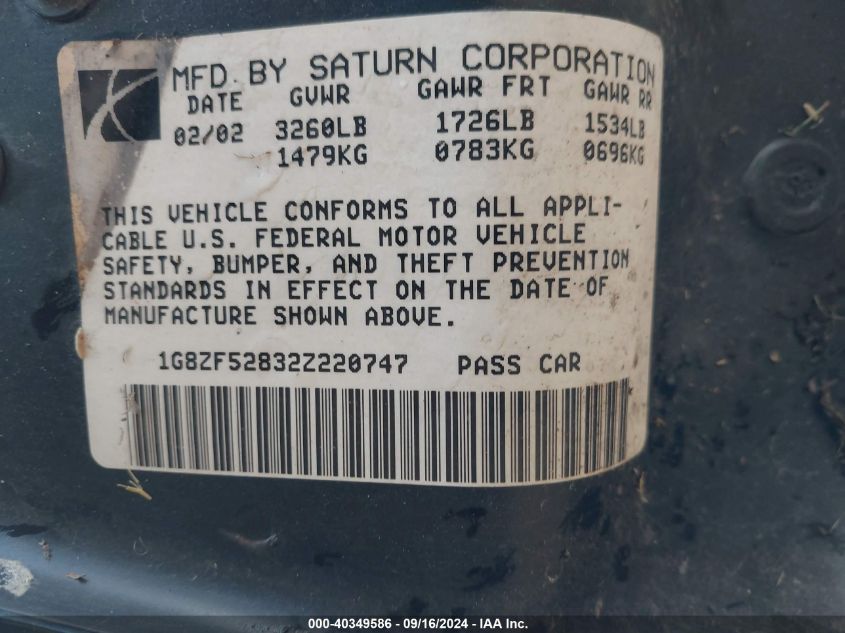 MFD. BY SATURN CORPORATION
DATE GVWR GAWR FRT GAWR RR
02/02 3260LB 1726LB 1534LB
1479KG 0783KG 0696KG
THIS VEHICLE CONFORMS TO ALL APPLI-
CABLE U.S. FEDERAL MOTOR VEHICLE
SAFETY, BUMPER, AND THEFT PREVENTION
STANDARDS IN EFFECT ON THE DATE OF
MANUFACTURE SHOWN ABOVE.
1G8ZF52832Z220747 PASS CAR
000-40349586 - 09/16/2024 - IAA Inc.